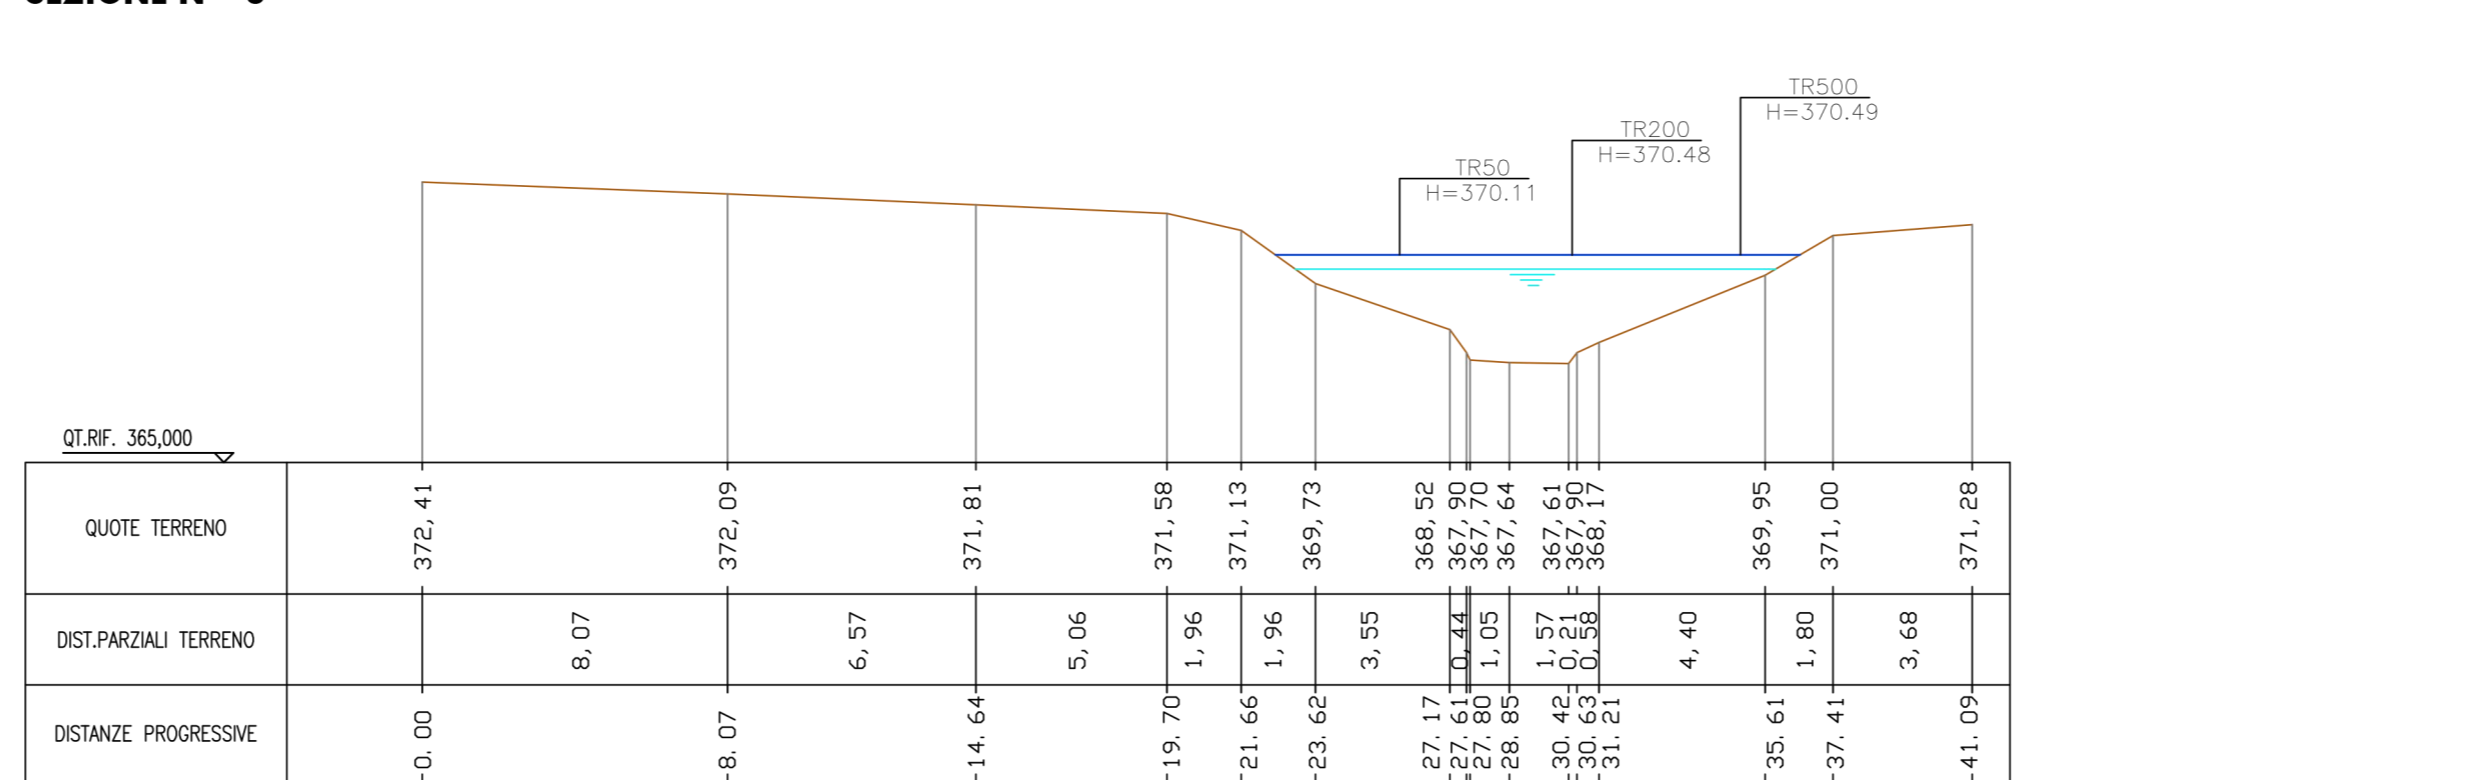 TR500
H=370.49
TR200
H=370.48
TR50
H=370.11
QT.RIF. 365,000
QUOTE TERRENO
372,41 372,09 371,81 371,58 371,13 369,73 368,52 367,90 367,70 367,64 367,61 367,90 368,17 369,95 371,00 371,28
DIST.PARZIALI TERRENO
8,07 6,57 5,06 1,96 1,96 3,55 0,44 1,05 1,57 0,21 0,58 4,40 1,80 3,68
DISTANZE PROGRESSIVE
0.00 8.07 14.64 19.70 21.66 23.62 27.17 27.61 27.80 28.85 30.42 30.63 31.21 35.61 37.41 41.09